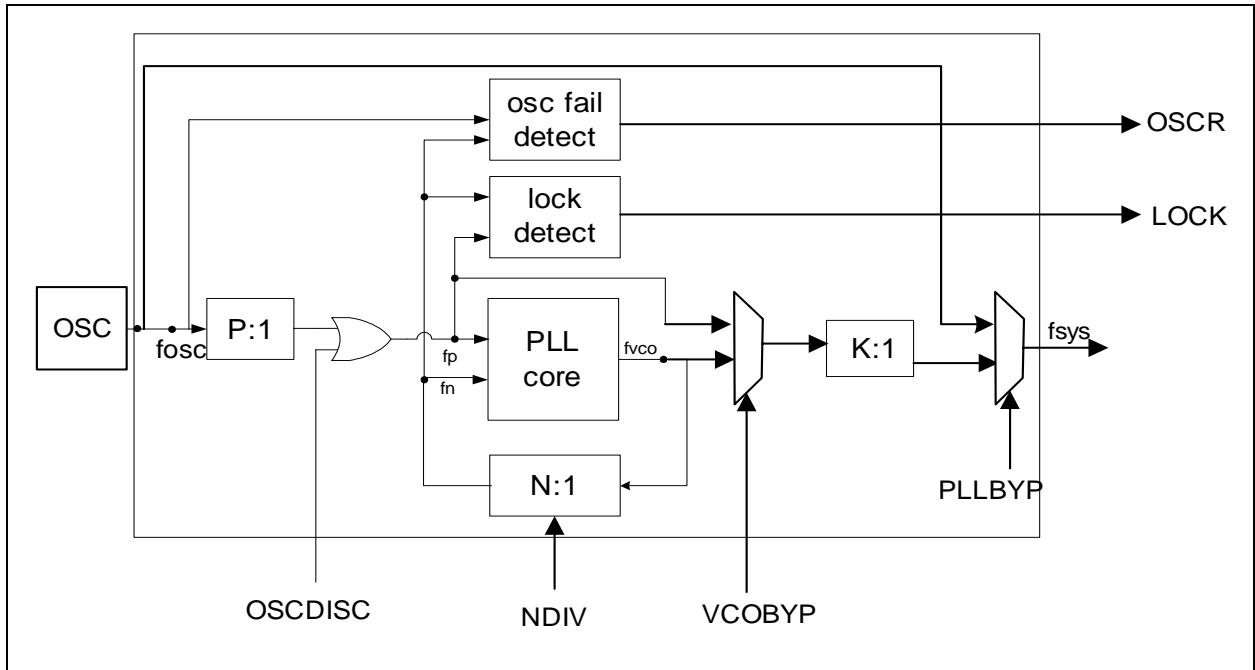 osc fail
detect
OSCR
lock
detect
LOCK
OSC
fosc
P:1
fp
fn
PLL
core
fvco
K:1
fsys
N:1
PLLBYP
OSCDISC
NDIV
VCOBYP